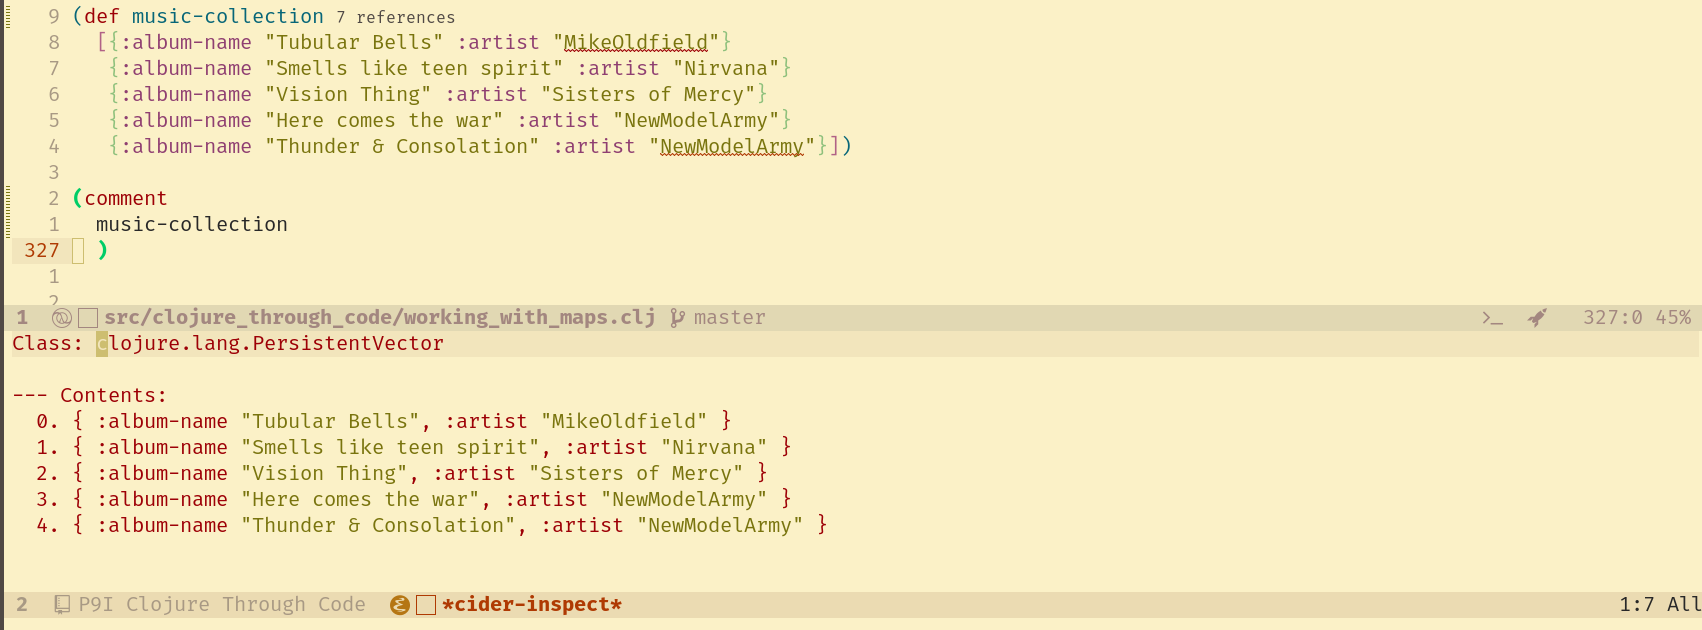 9 (def music-collection 7 references
8 [{:album-name "Tubular Bells" :artist "MikeOldfield"}
7 {:album-name "Smells like teen spirit" :artist "Nirvana"}
6 {:album-name "Vision Thing" :artist "Sisters of Mercy"}
5 {:album-name "Here comes the war" :artist "NewModelArmy"}
4 {:album-name "Thunder & Consolation" :artist "NewModelArmy"}])
3
2 (comment
1 music-collection
327 )
1
2
1 src/clojure_through_code/working_with_maps.clj master >_ 327:0 45%
Class: clojure.lang.PersistentVector
--- Contents:
0. { :album-name "Tubular Bells", :artist "MikeOldfield" }
1. { :album-name "Smells like teen spirit", :artist "Nirvana" }
2. { :album-name "Vision Thing", :artist "Sisters of Mercy" }
3. { :album-name "Here comes the war", :artist "NewModelArmy" }
4. { :album-name "Thunder & Consolation", :artist "NewModelArmy" }
2 P9I Clojure Through Code *cider-inspect* 1:7 All